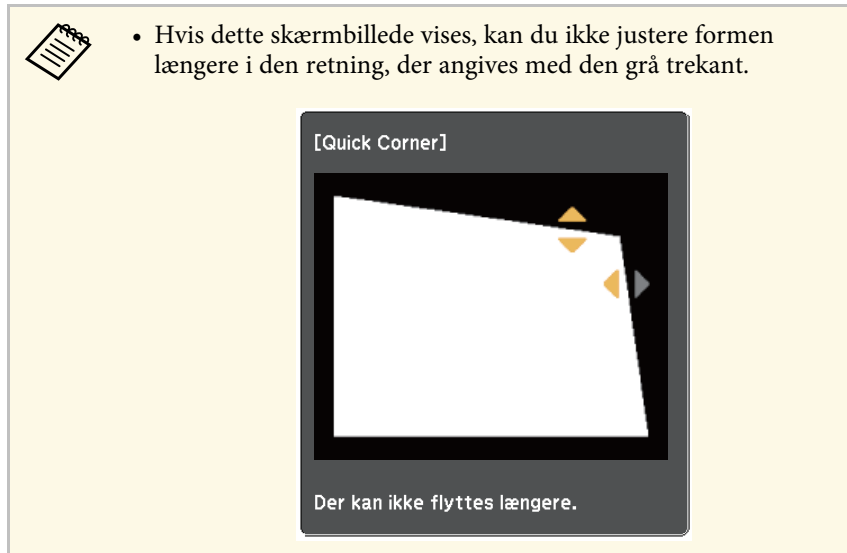 • Hvis dette skærmbillede vises, kan du ikke justere formen
længere i den retning, der angives med den grå trekant.
[Quick Corner]
Der kan ikke flyttes længere.